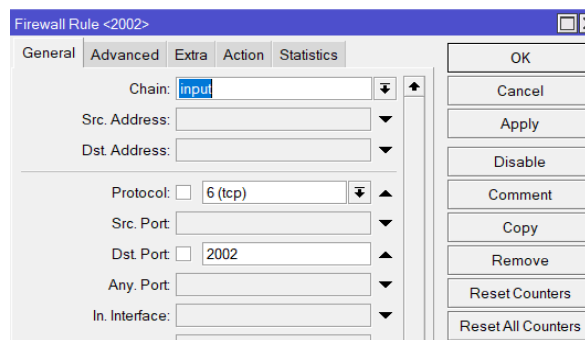 Firewall Rule <2002>
General Advanced Extra Action Statistics
Chain: input
Src. Address:
Dst. Address:
Protocol: 6 (tcp)
Src. Port:
Dst. Port: 2002
Any. Port:
In. Interface:
OK
Cancel
Apply
Disable
Comment
Copy
Remove
Reset Counters
Reset All Counters